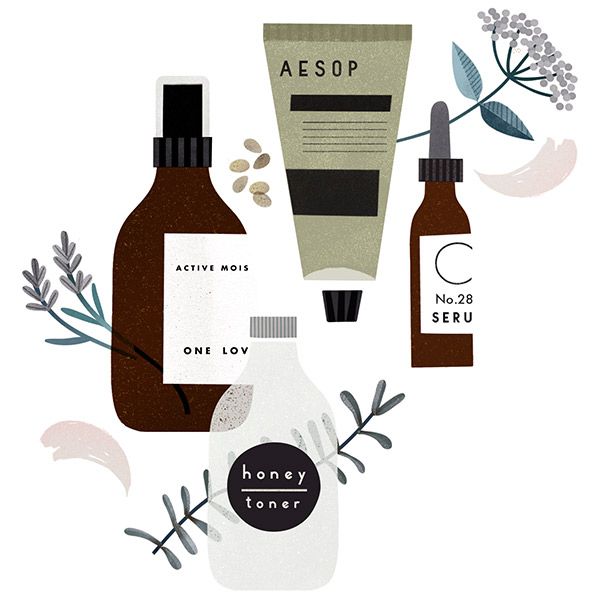 AESOP
ACTIVE MOIS
ONE LOV
C
No.28
SERU
honey
toner